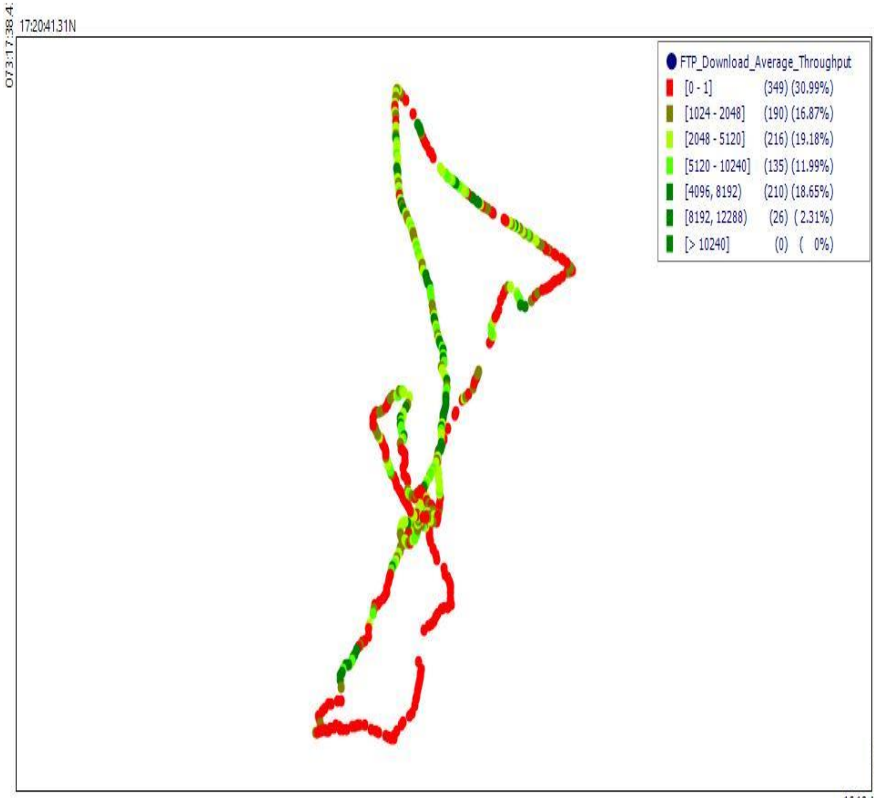 073:17:38.4
17:20:41.31N
FTP_Download_Average_Throughput
[0 - 1] (349) (30.99%)
[1024 - 2048] (190) (16.87%)
[2048 - 5120] (216) (19.18%)
[5120 - 10240] (135) (11.99%)
[4096, 8192) (210) (18.65%)
[8192, 12288) (26) ( 2.31%)
[> 10240] (0) ( 0%)